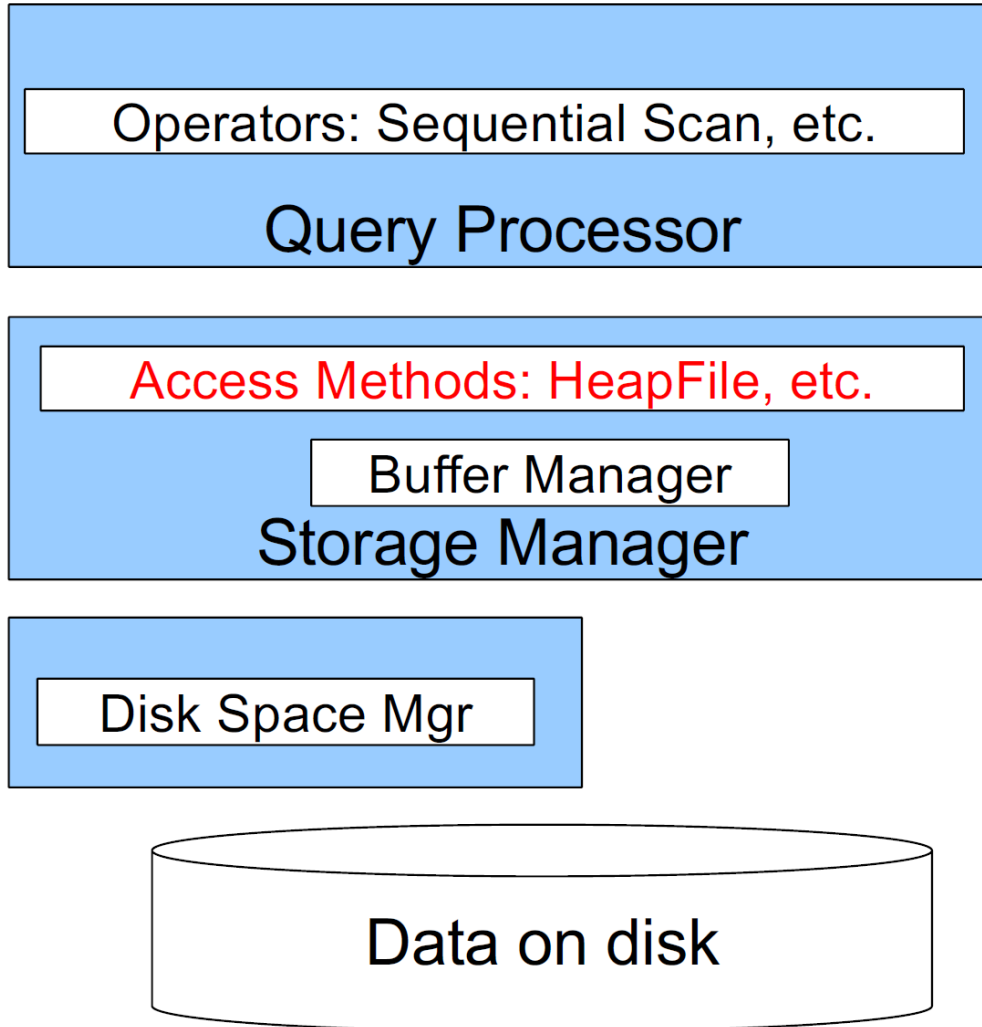 Operators: Sequential Scan, etc.
Query Processor
Access Methods: HeapFile, etc.
Buffer Manager
Storage Manager
Disk Space Mgr
Data on disk